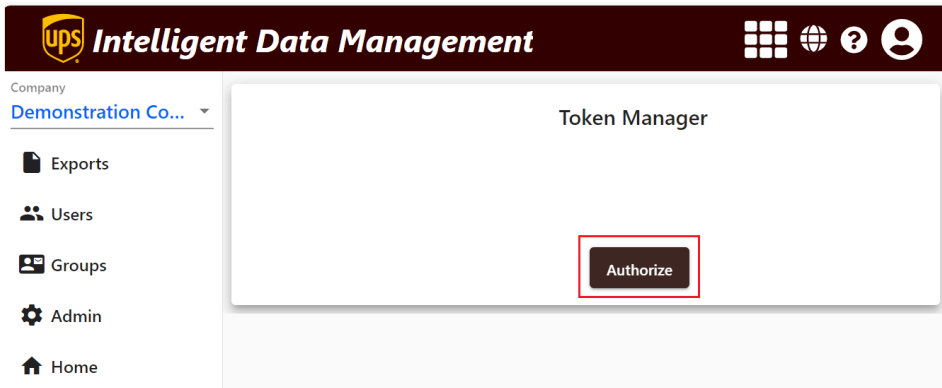 ups
Intelligent Data Management
?
Company
Demonstration Co...
Exports
Users
Groups
Admin
Home
Token Manager
Authorize